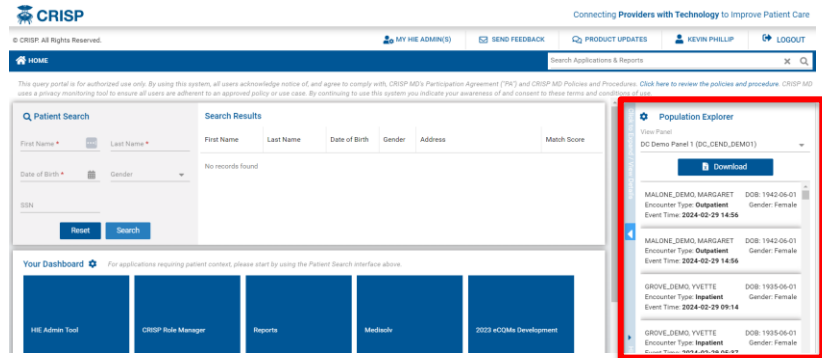 CRISP
Connecting Providers with Technology to Improve Patient Care
© CRISP. All Rights Reserved.
MY HIE ADMIN(S)
SEND FEEDBACK
PRODUCT UPDATES
KEVIN PHILLIP
LOGOUT
HOME
Search Applications & Reports
This query portal is for authorized use only. By using this system, all users acknowledge notice of, and agree to comply with, CRISP MD's Participation Agreement ("PA") and CRISP MD Policies and Procedures. Click here to review the policies and procedure. CRISP MD
uses a privacy monitoring tool to ensure all users are adherent to an approved policy or use case. By continuing to use this system you indicate your awareness of and consent to these terms and conditions of use.
Patient Search
First Name *
Last Name *
Date of Birth *
Gender
SSN
Reset
Search
Search Results
First Name
Last Name
Date of Birth
Gender
Address
Match Score
No records found
Your Dashboard
For applications requiring patient context, please start by using the Patient Search interface above.
HIE Admin Tool
CRISP Role Manager
Reports
Medisolv
2023 eCQMs Development
Population Explorer
View Panel
DC Demo Panel 1 (DC_CEND_DEMO1)
Download
MALONE_DEMO, MARGARET DOB: 1942-06-01
Encounter Type: Outpatient Gender: Female
Event Time: 2024-02-29 14:56
MALONE_DEMO, MARGARET DOB: 1942-06-01
Encounter Type: Outpatient Gender: Female
Event Time: 2024-02-29 14:56
GROVE_DEMO, YVETTE DOB: 1935-06-01
Encounter Type: Inpatient Gender: Female
Event Time: 2024-02-29 09:14
GROVE_DEMO, YVETTE DOB: 1935-06-01
Encounter Type: Inpatient Gender: Female
Event Time: 2024-02-29 05:37